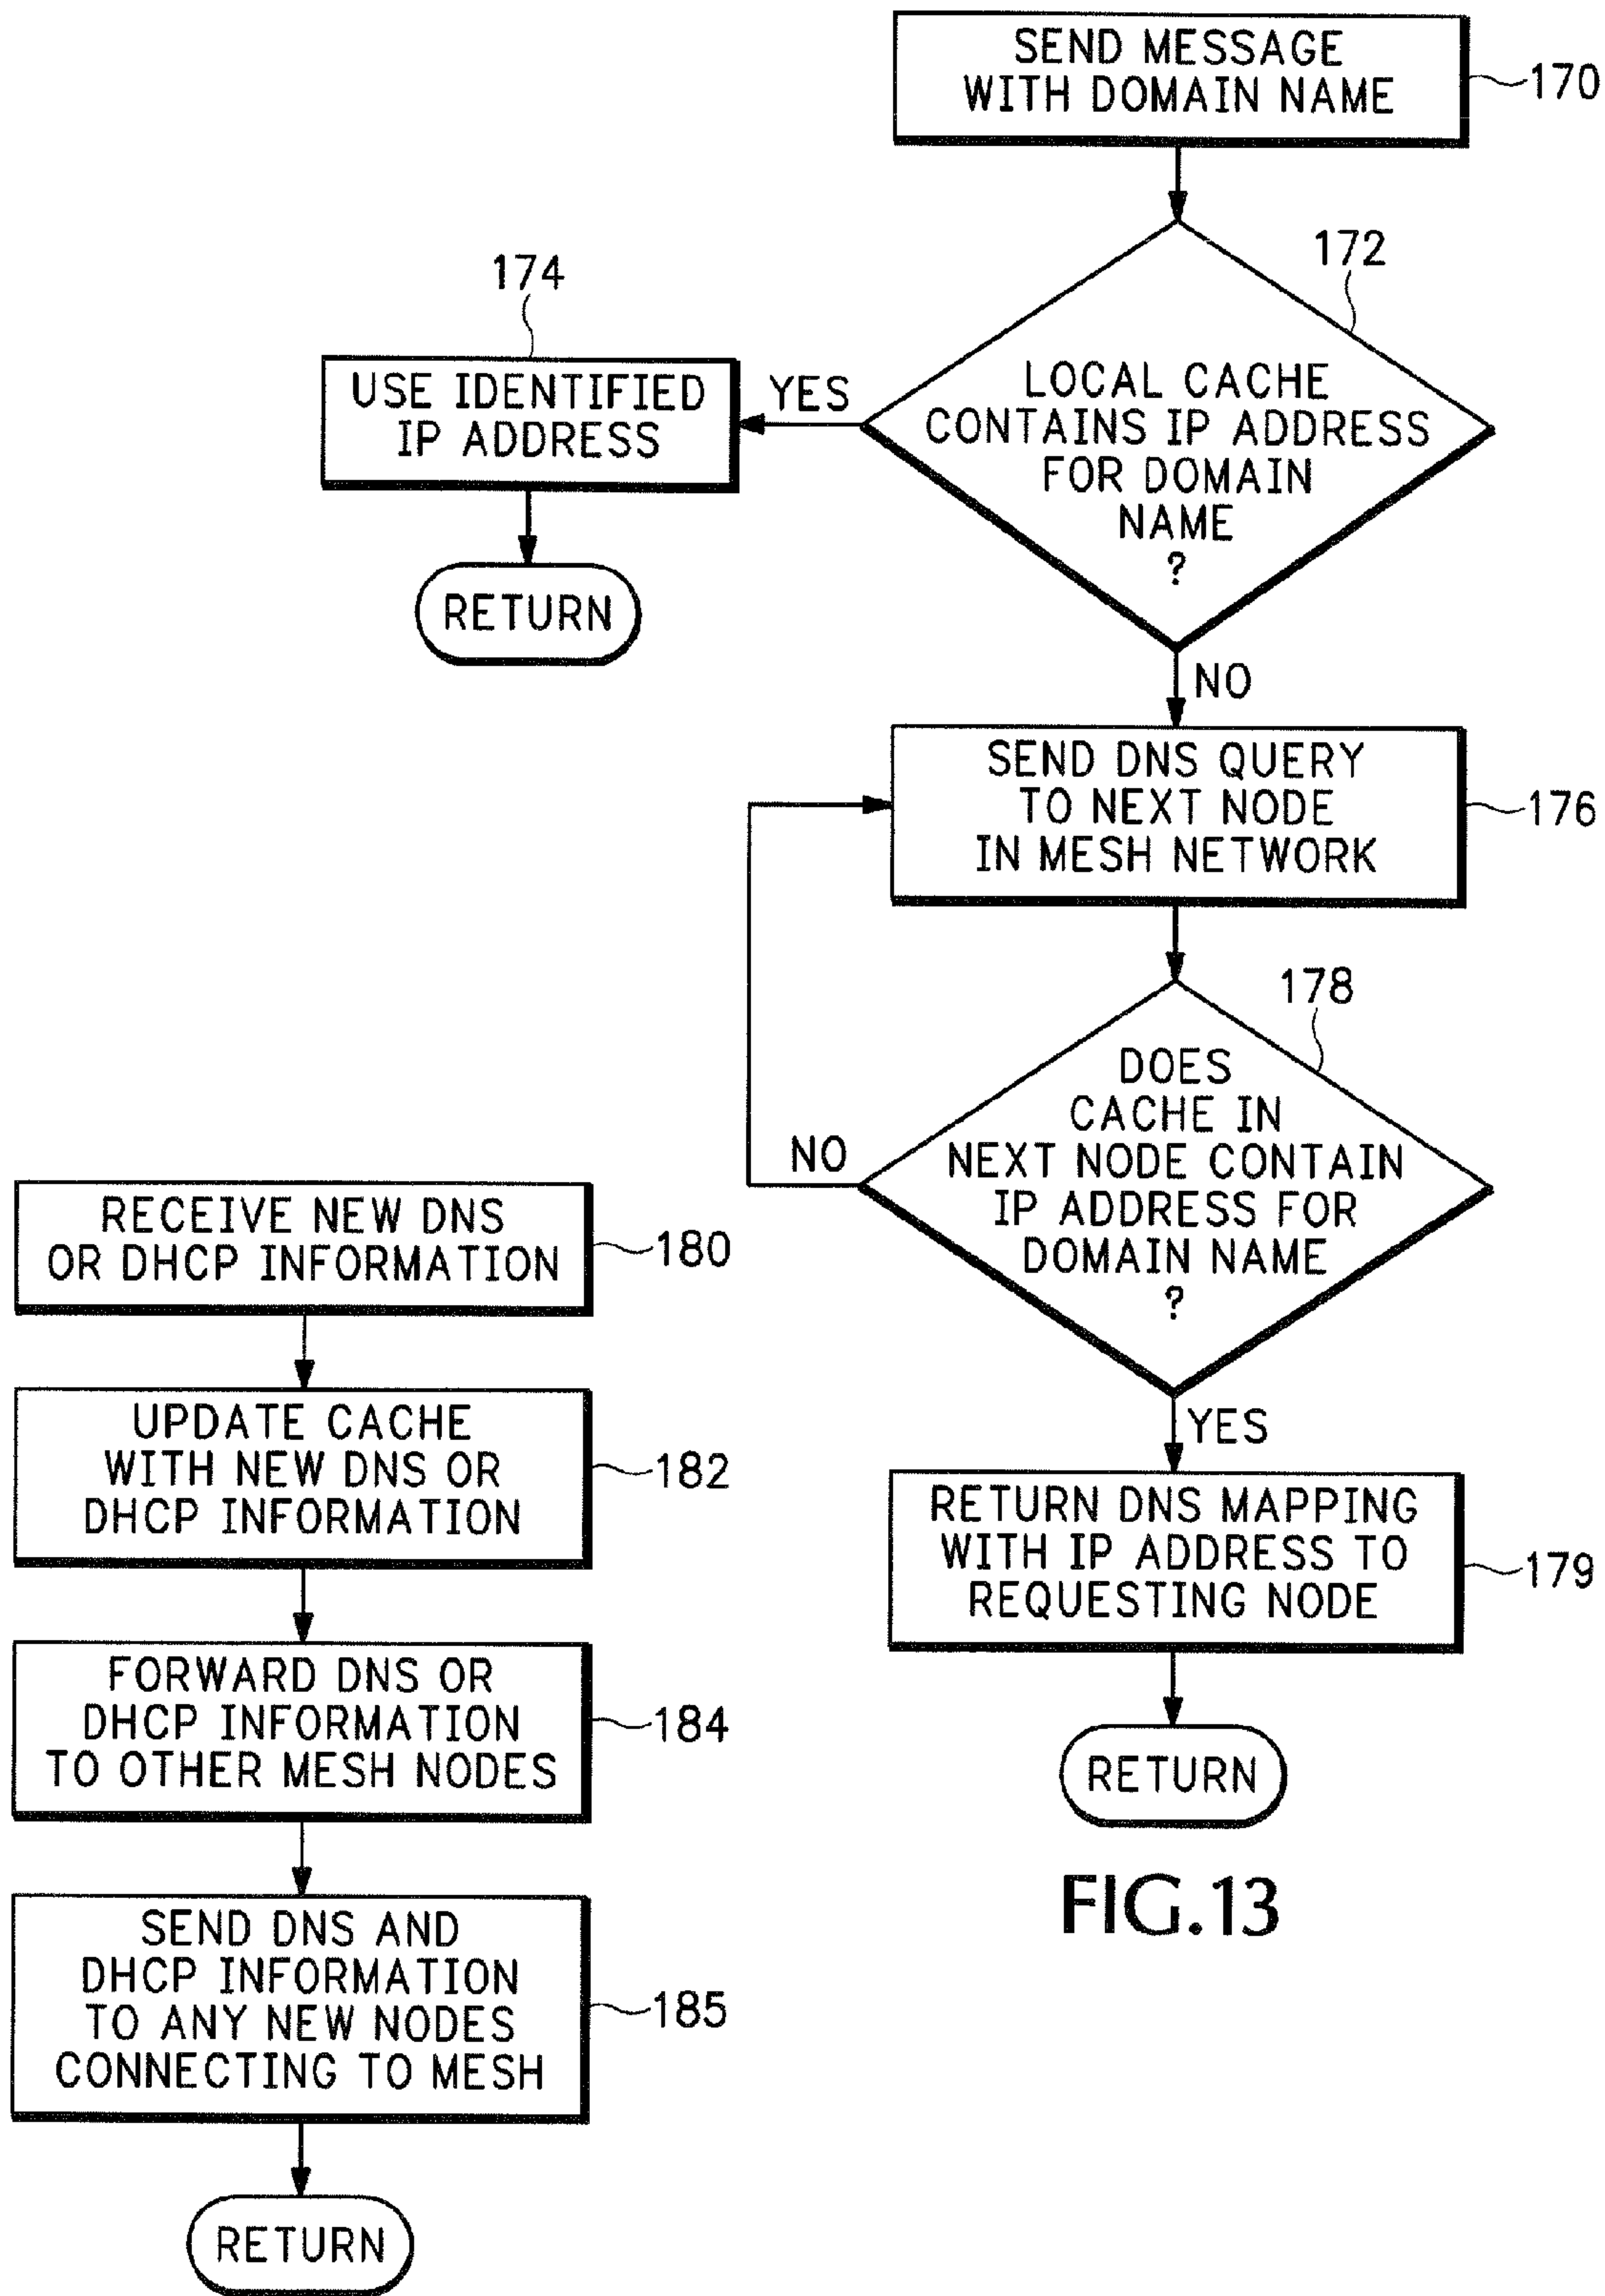 SEND MESSAGE
WITH DOMAIN NAME
170
172
LOCAL CACHE
CONTAINS IP ADDRESS
FOR DOMAIN
NAME
?
YES
174
USE IDENTIFIED
IP ADDRESS
RETURN
NO
SEND DNS QUERY
TO NEXT NODE
IN MESH NETWORK
176
178
DOES
CACHE IN
NEXT NODE CONTAIN
IP ADDRESS FOR
DOMAIN NAME
?
NO
YES
RETURN DNS MAPPING
WITH IP ADDRESS TO
REQUESTING NODE
179
RETURN
FIG.13
RECEIVE NEW DNS
OR DHCP INFORMATION
180
UPDATE CACHE
WITH NEW DNS OR
DHCP INFORMATION
182
FORWARD DNS OR
DHCP INFORMATION
TO OTHER MESH NODES
184
SEND DNS AND
DHCP INFORMATION
TO ANY NEW NODES
CONNECTING TO MESH
185
RETURN